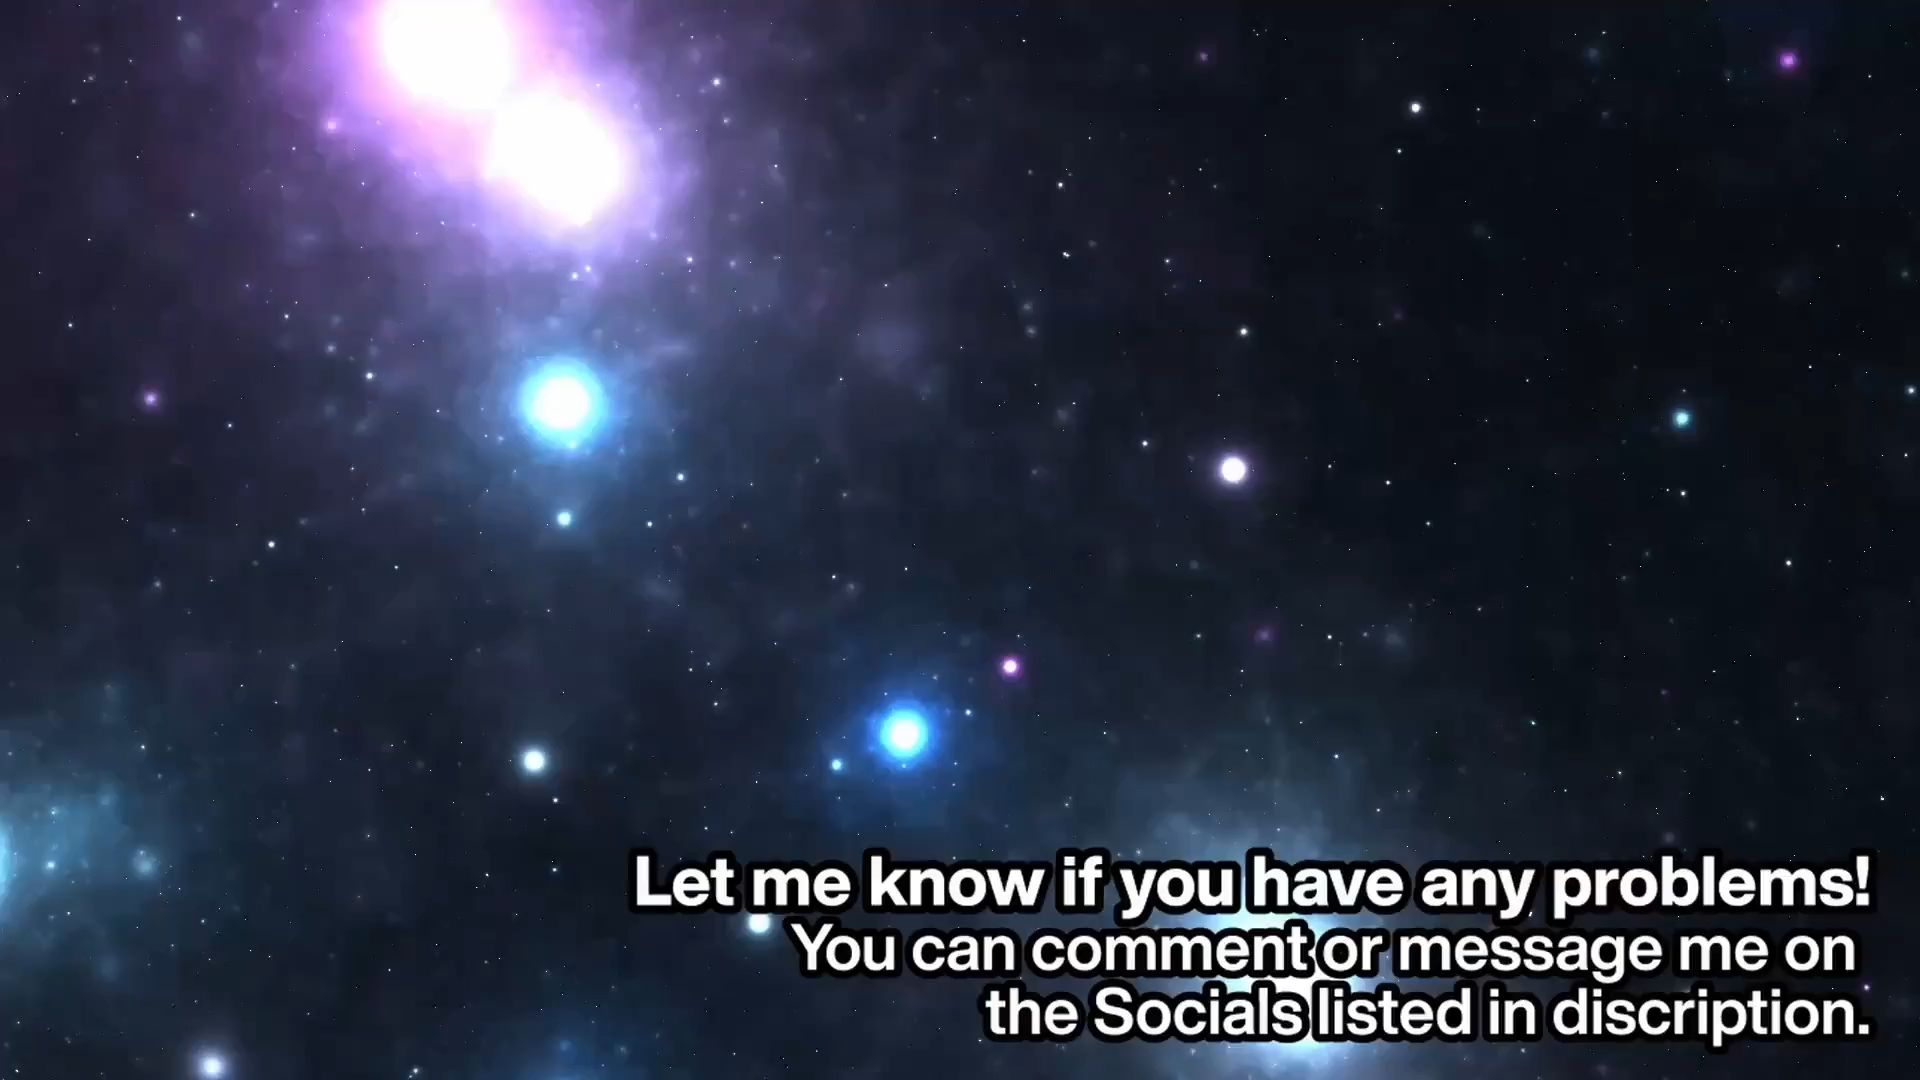 Let me know if you have any problems!
You can comment or message me on
the Socials listed in discription.